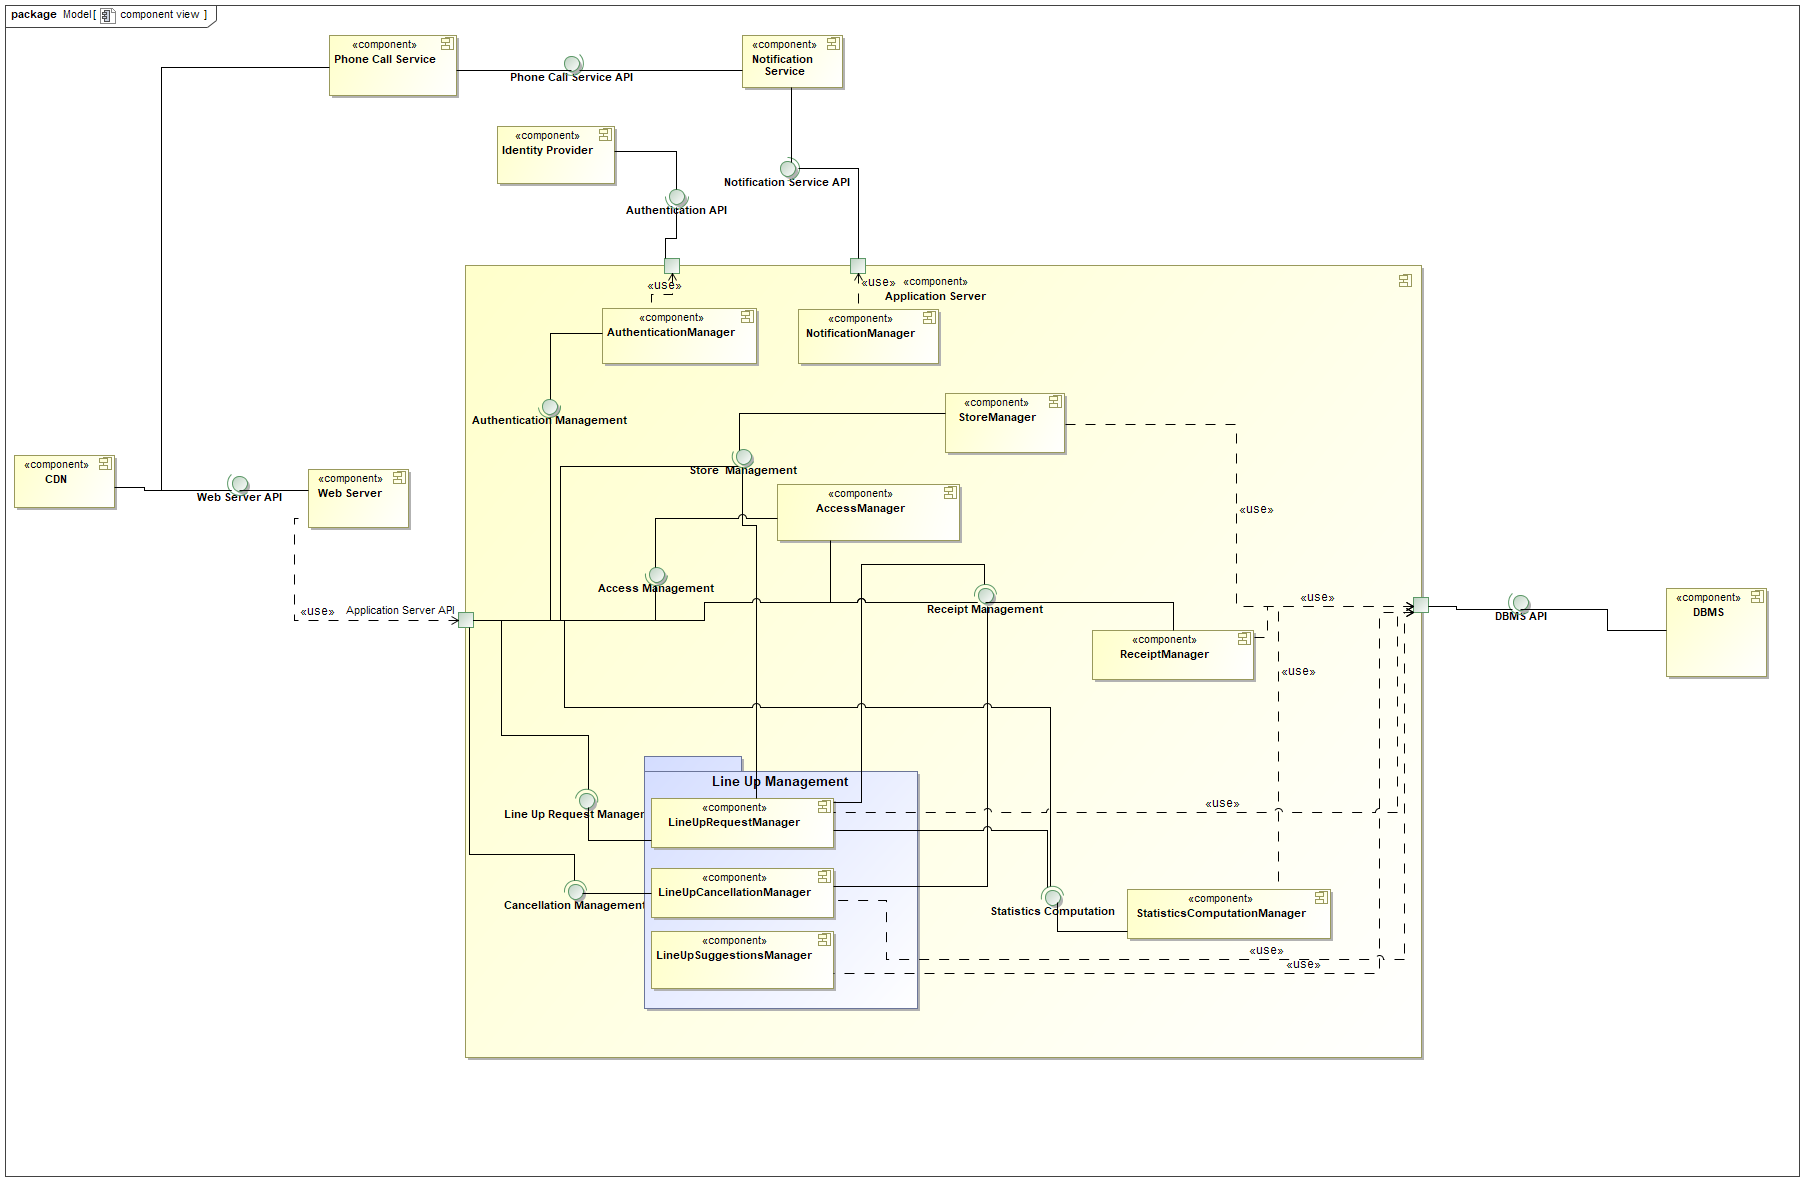 package Model[ component view ]
«component»
Phone Call Service
Phone Call Service API
«component»
Notification
Service
«component»
Identity Provider
Notification Service API
Authentication API
«use»
«use»
«component»
Application Server
«component»
AuthenticationManager
«component»
NotificationManager
«component»
StoreManager
Authentication Management
Store Management
«component»
CDN
Web Server API
«component»
Web Server
«component»
AccessManager
«use»
Access Management
Receipt Management
«use»
Application Server API
«use»
DBMS API
«component»
DBMS
«component»
ReceiptManager
«use»
Line Up Management
«component»
LineUpRequestManager
«use»
Line Up Request Manager
«component»
LineUpCancellationManager
Cancellation Management
Statistics Computation
«component»
StatisticsComputationManager
«component»
LineUpSuggestionsManager
«use»
«use»